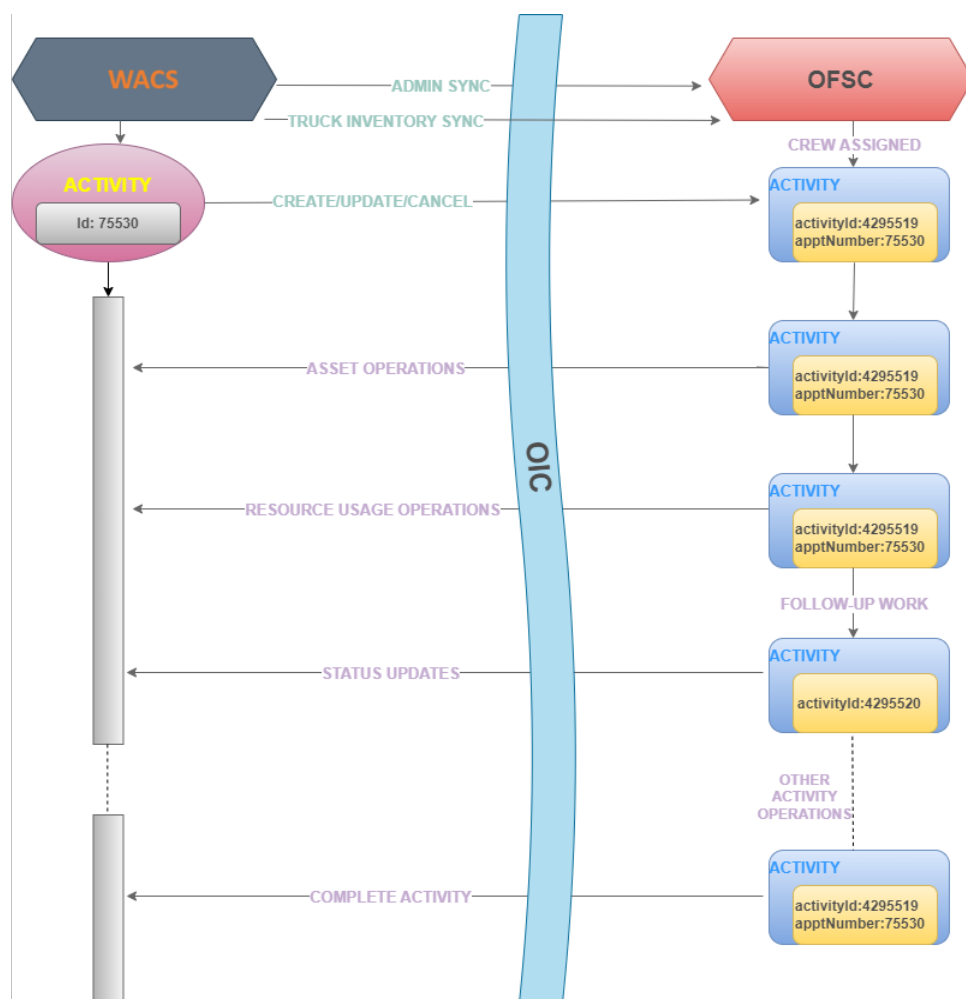 WACS
ADMIN SYNC
OFSC
TRUCK INVENTORY SYNC
CREW ASSIGNED
ACTIVITY
Id: 75530
CREATE/UPDATE/CANCEL
ACTIVITY
activityId:4295519
apptNumber:75530
ASSET OPERATIONS
ACTIVITY
activityId:4295519
apptNumber:75530
OIC
RESOURCE USAGE OPERATIONS
ACTIVITY
activityId:4295519
apptNumber:75530
FOLLOW-UP WORK
STATUS UPDATES
ACTIVITY
activityId:4295520
OTHER
ACTIVITY
OPERATIONS
COMPLETE ACTIVITY
ACTIVITY
activityId:4295519
apptNumber:75530